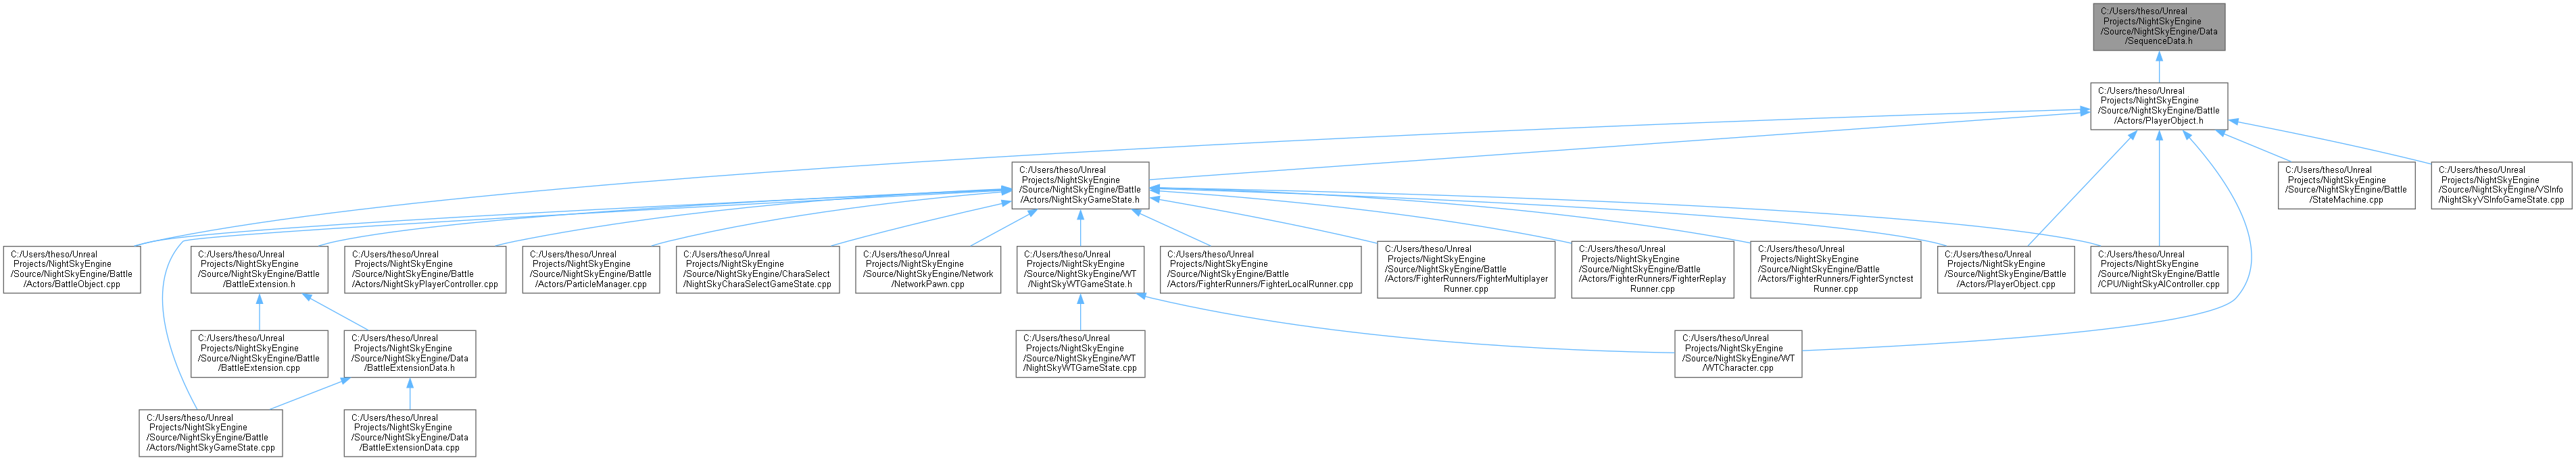 C:/Users/theso/Unreal
Projects/NightSkyEngine
/Source/NightSkyEngine/Data
/SequenceData.h
C:/Users/theso/Unreal
Projects/NightSkyEngine
/Source/NightSkyEngine/Battle
/Actors/PlayerObject.h
C:/Users/theso/Unreal
Projects/NightSkyEngine
/Source/NightSkyEngine/Battle
/Actors/NightSkyGameState.h
C:/Users/theso/Unreal
Projects/NightSkyEngine
/Source/NightSkyEngine/Battle
/StateMachine.cpp
C:/Users/theso/Unreal
Projects/NightSkyEngine
/Source/NightSkyEngine/VSInfo
/NightSkyVSInfoGameState.cpp
C:/Users/theso/Unreal
Projects/NightSkyEngine
/Source/NightSkyEngine/Battle
/Actors/BattleObject.cpp
C:/Users/theso/Unreal
Projects/NightSkyEngine
/Source/NightSkyEngine/Battle
/BattleExtension.h
C:/Users/theso/Unreal
Projects/NightSkyEngine
/Source/NightSkyEngine/Battle
/Actors/NightSkyPlayerController.cpp
C:/Users/theso/Unreal
Projects/NightSkyEngine
/Source/NightSkyEngine/Battle
/Actors/ParticleManager.cpp
C:/Users/theso/Unreal
Projects/NightSkyEngine
/Source/NightSkyEngine/CharaSelect
/NightSkyCharaSelectGameState.cpp
C:/Users/theso/Unreal
Projects/NightSkyEngine
/Source/NightSkyEngine/Network
/NetworkPawn.cpp
C:/Users/theso/Unreal
Projects/NightSkyEngine
/Source/NightSkyEngine/WT
/NightSkyWTGameState.h
C:/Users/theso/Unreal
Projects/NightSkyEngine
/Source/NightSkyEngine/Battle
/Actors/FighterRunners/FighterLocalRunner.cpp
C:/Users/theso/Unreal
Projects/NightSkyEngine
/Source/NightSkyEngine/Battle
/Actors/FighterRunners/FighterMultiplayer
Runner.cpp
C:/Users/theso/Unreal
Projects/NightSkyEngine
/Source/NightSkyEngine/Battle
/Actors/FighterRunners/FighterReplay
Runner.cpp
C:/Users/theso/Unreal
Projects/NightSkyEngine
/Source/NightSkyEngine/Battle
/Actors/FighterRunners/FighterSynctest
Runner.cpp
C:/Users/theso/Unreal
Projects/NightSkyEngine
/Source/NightSkyEngine/Battle
/Actors/PlayerObject.cpp
C:/Users/theso/Unreal
Projects/NightSkyEngine
/Source/NightSkyEngine/Battle
/CPU/NightSkyAIController.cpp
C:/Users/theso/Unreal
Projects/NightSkyEngine
/Source/NightSkyEngine/Battle
/BattleExtension.cpp
C:/Users/theso/Unreal
Projects/NightSkyEngine
/Source/NightSkyEngine/Data
/BattleExtensionData.h
C:/Users/theso/Unreal
Projects/NightSkyEngine
/Source/NightSkyEngine/WT
/NightSkyWTGameState.cpp
C:/Users/theso/Unreal
Projects/NightSkyEngine
/Source/NightSkyEngine/WT
/WTCharacter.cpp
C:/Users/theso/Unreal
Projects/NightSkyEngine
/Source/NightSkyEngine/Battle
/Actors/NightSkyGameState.cpp
C:/Users/theso/Unreal
Projects/NightSkyEngine
/Source/NightSkyEngine/Data
/BattleExtensionData.cpp